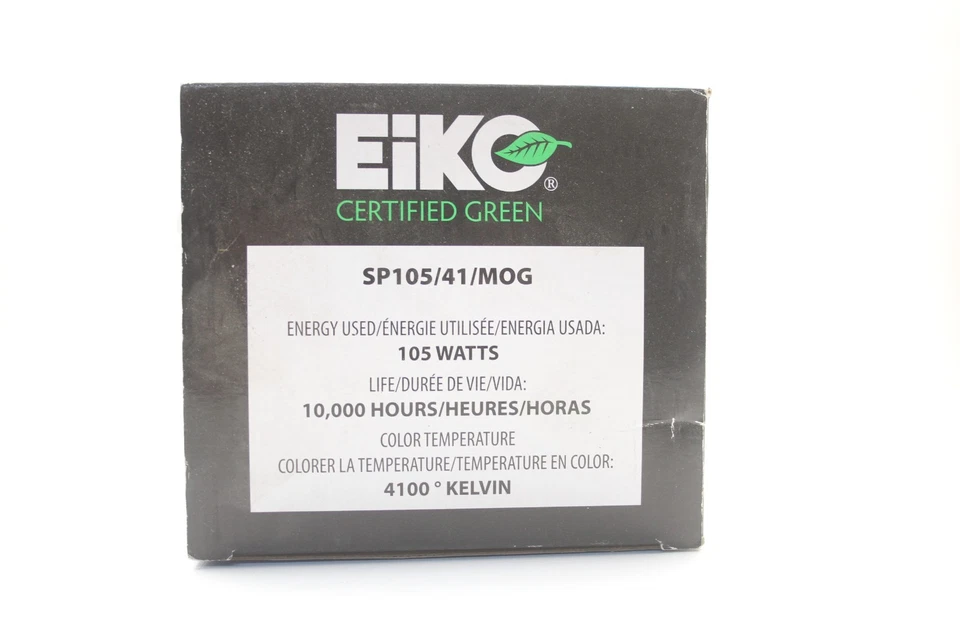 EiKO®
CERTIFIED GREEN
SP105/41/MOG
ENERGY USED/ÉNERGIE UTILISÉE/ENERGIA USADA:
105 WATTS
LIFE/DURÉE DE VIE/VIDA:
10,000 HOURS/HEURES/HORAS
COLOR TEMPERATURE
COLORER LA TEMPERATURE/TEMPERATURE EN COLOR:
4100 ° KELVIN